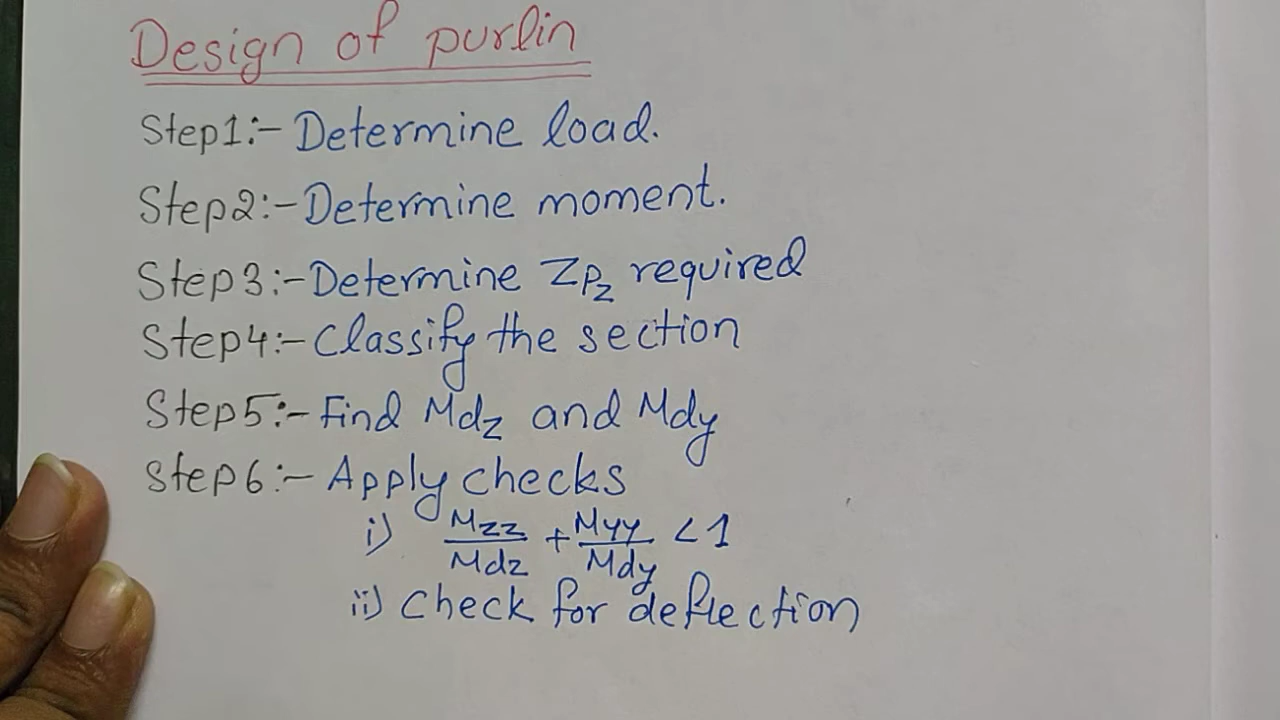 Design of purlin
Step1:- Determine load.
Step2:- Determine moment.
Step3:- Determine Zpz required
Step4:- Classify the section
Step5:- Find Mdz and Mdy
Step6:- Apply checks
i) Mzz/Mdz + Myy/Mdy < 1
ii) Check for deflection